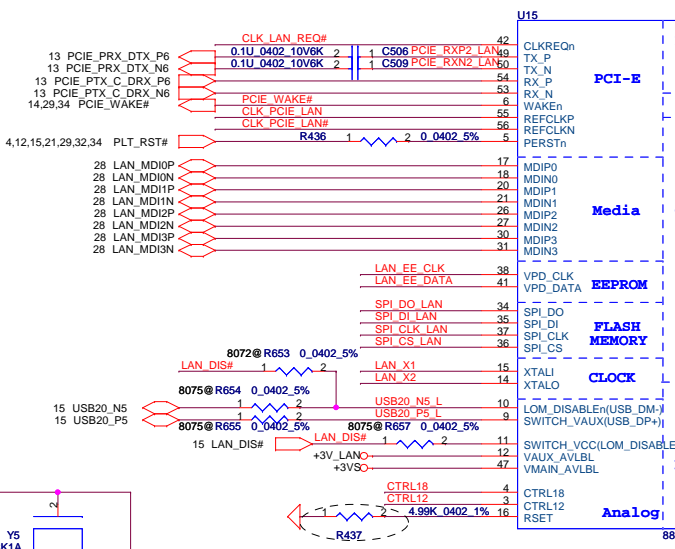 U15
CLK_LAN_REQ# 42 CLKREQn
13 PCIE_PRX_DTX_P6 0.1U_0402_10V6K 2 1 C506 PCIE_RXP2_LAN 49 TX_P
13 PCIE_PRX_DTX_N6 0.1U_0402_10V6K 2 1 C509 PCIE_RXN2_LAN 50 TX_N
13 PCIE_PTX_C_DRX_P6 54 RX_P
PCI-E
13 PCIE_PTX_C_DRX_N6 53 RX_N
14,29,34 PCIE_WAKE# PCIE_WAKE# 6 WAKEn
CLK_PCIE_LAN 55 REFCLKP
CLK_PCIE_LAN# 56 REFCLKN
4,12,15,21,29,32,34 PLT_RST# R436 1 2 0_0402_5% 5 PERSTn
28 LAN_MDI0P 17 MDIP0
28 LAN_MDI0N 18 MDIN0
28 LAN_MDI1P 20 MDIP1
28 LAN_MDI1N 21 MDIN1
28 LAN_MDI2P 26 MDIP2
Media
28 LAN_MDI2N 27 MDIN2
28 LAN_MDI3P 30 MDIP3
28 LAN_MDI3N 31 MDIN3
LAN_EE_CLK 38 VPD_CLK
LAN_EE_DATA 41 VPD_DATA
EEPROM
SPI_DO_LAN 34 SPI_DO
SPI_DI_LAN 35 SPI_DI
SPI_CLK_LAN 37 SPI_CLK
SPI_CS_LAN 36 SPI_CS
FLASH
MEMORY
8072@ R653 0_0402_5%
LAN_DIS# 1 2
LAN_X1 15 XTALI
LAN_X2 14 XTALO
CLOCK
8075@ R654 0_0402_5%
15 USB20_N5 1 2 USB20_N5_L 10 LOM_DISABLEn(USB_DM-)
15 USB20_P5 1 2 USB20_P5_L 9 SWITCH_VAUX(USB_DP+)
8075@ R655 0_0402_5% 8075@ R657 0_0402_5%
15 LAN_DIS# LAN_DIS# 1 2 11 SWITCH_VCC(LOM_DISABLE
+3V_LAN 12 VAUX_AVLBL
+3VS 47 VMAIN_AVLBL
CTRL18 4 CTRL18
CTRL12 3 CTRL12
1 2 4.99K_0402_1% 16 RSET
Analog
R437
2
Y5
K1A
88